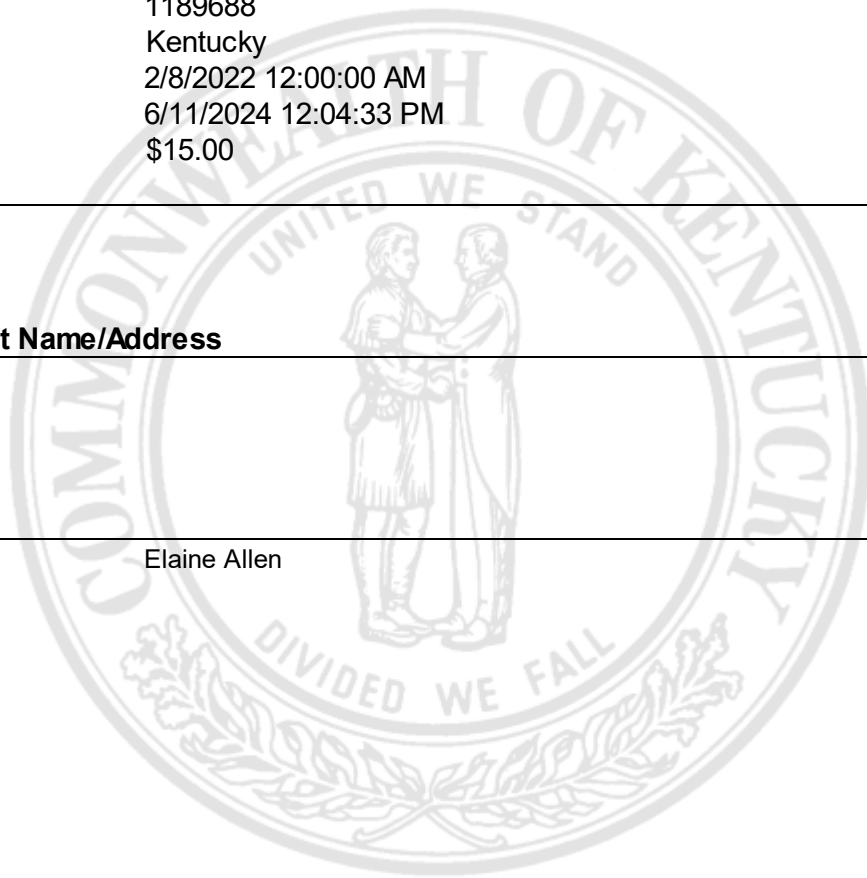 1189688
Kentucky
2/8/2022 12:00:00 AM
6/11/2024 12:04:33 PM
$15.00
COMMONWEALTH OF KENTUCKY
UNITED WE STAND
t Name/Address
Elaine Allen
DIVIDED WE FALL